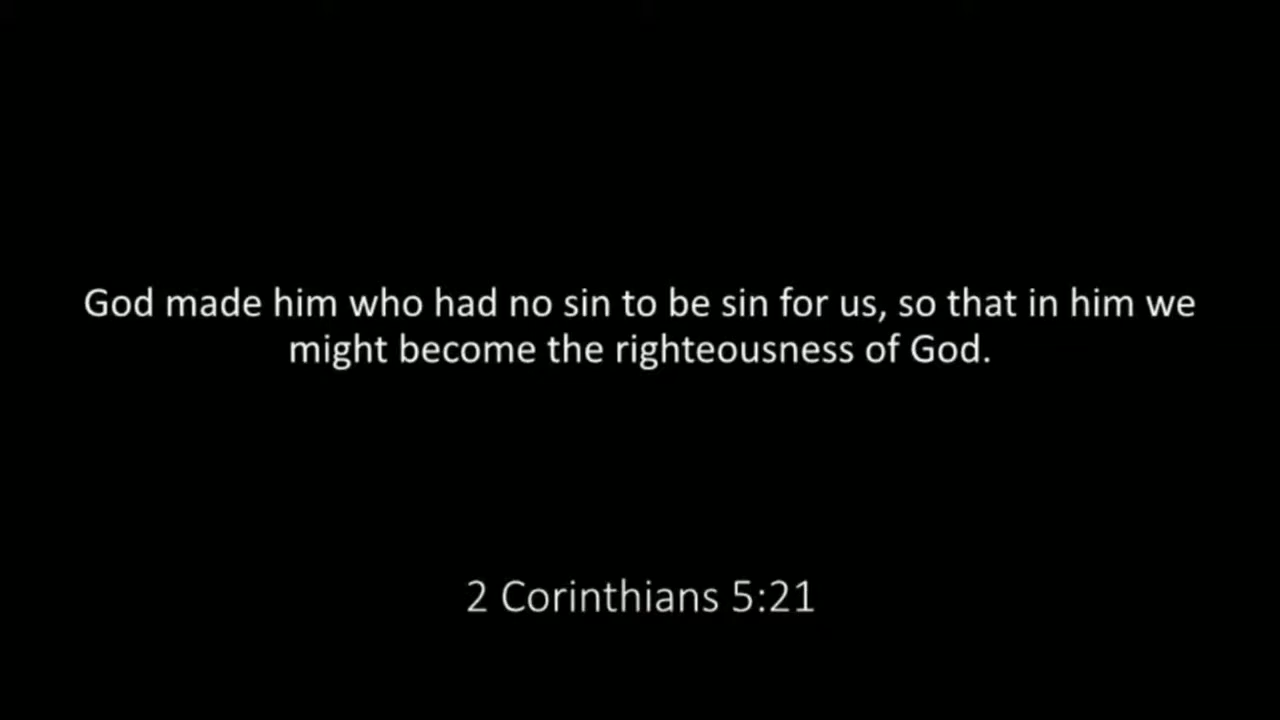 God made him who had no sin to be sin for us, so that in him we
might become the righteousness of God.
2 Corinthians 5:21